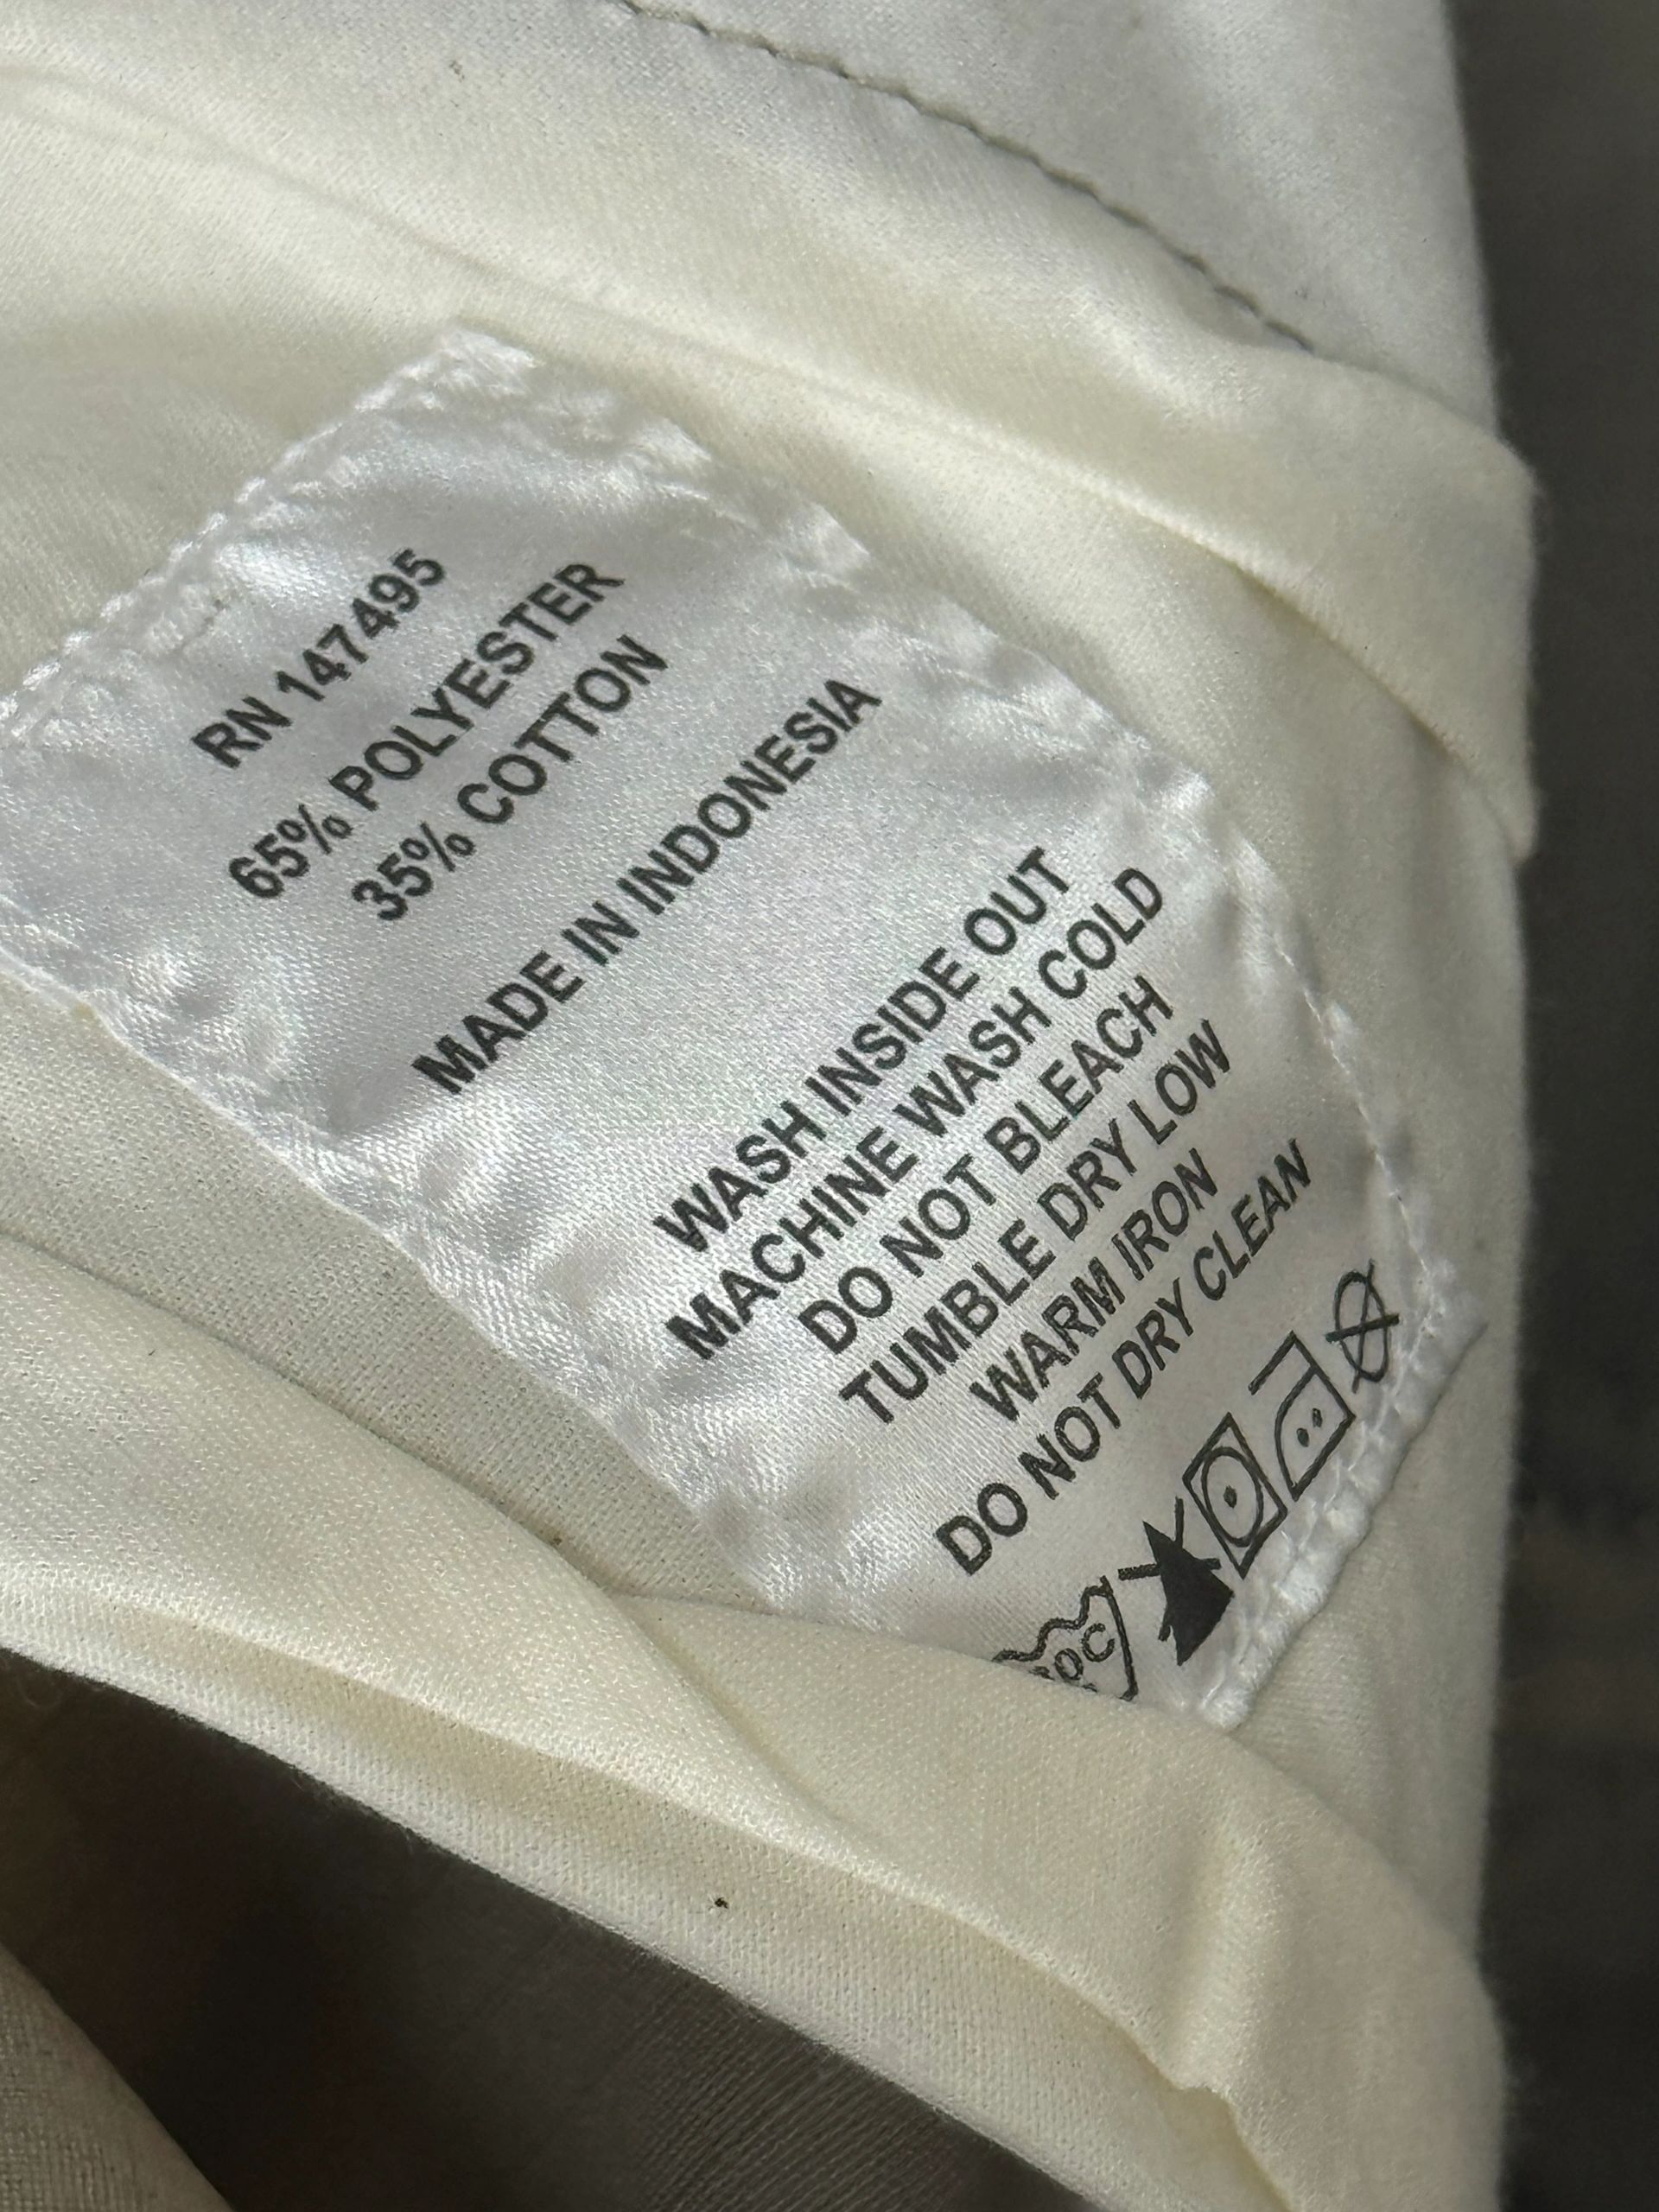 RN 147495
65% POLYESTER
35% COTTON
MADE IN INDONESIA
WASH INSIDE OUT
MACHINE WASH COLD
DO NOT BLEACH
TUMBLE DRY LOW
WARM IRON
DO NOT DRY CLEAN